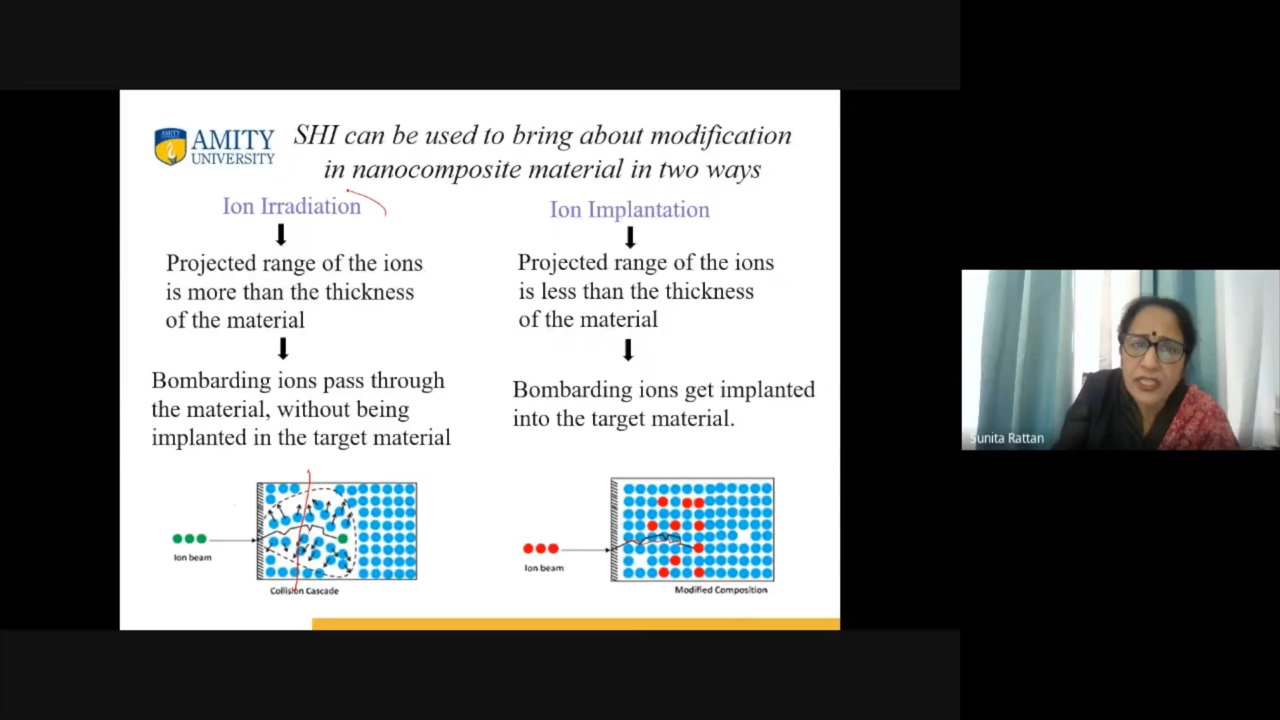 AMITY
AMITY
UNIVERSITY
SHI can be used to bring about modification
in nanocomposite material in two ways
Ion Irradiation
Projected range of the ions
is more than the thickness
of the material
Bombarding ions pass through
the material, without being
implanted in the target material
Ion beam
Collision Cascade
Ion Implantation
Projected range of the ions
is less than the thickness
of the material
Bombarding ions get implanted
into the target material.
Ion beam
Modified Composition
Sunita Rattan